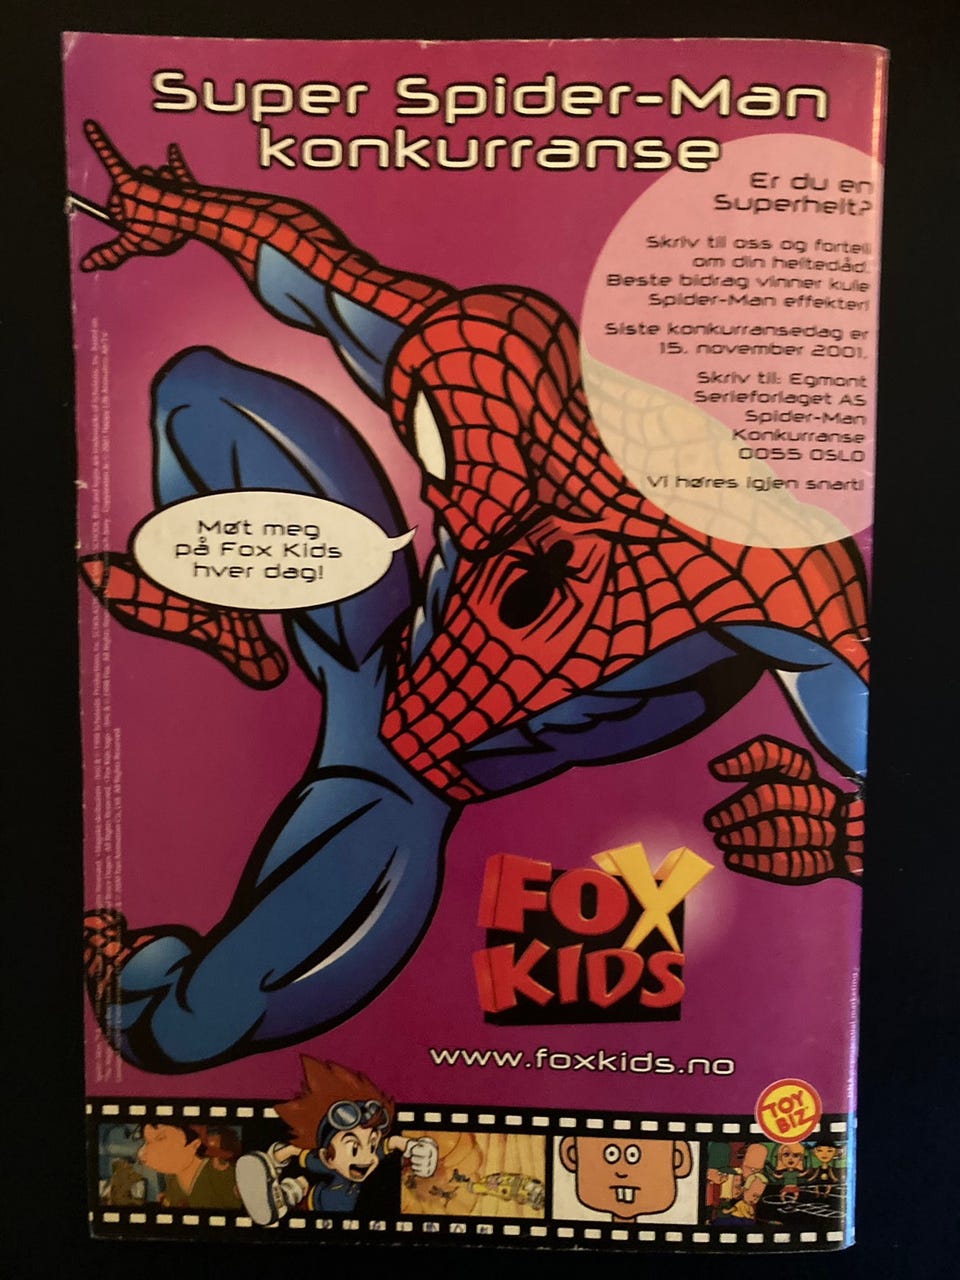 Super Spider-Man
konkurranse
Er du en
Superhelt?
Skriv til oss og fortell
om din heltedåd.
Beste bidrag vinner kule
Spider-Man effekter!
Siste konkurransedag er
15. november 2001.
Skriv til: Egmont
Serieforlaget AS
Spider-Man
Konkurranse
0055 OSLO
Vi høres igjen snart!
Møt meg
på Fox Kids
hver dag!
FOX
KIDS
www.foxkids.no
TOY
BIZ
DIGIMON